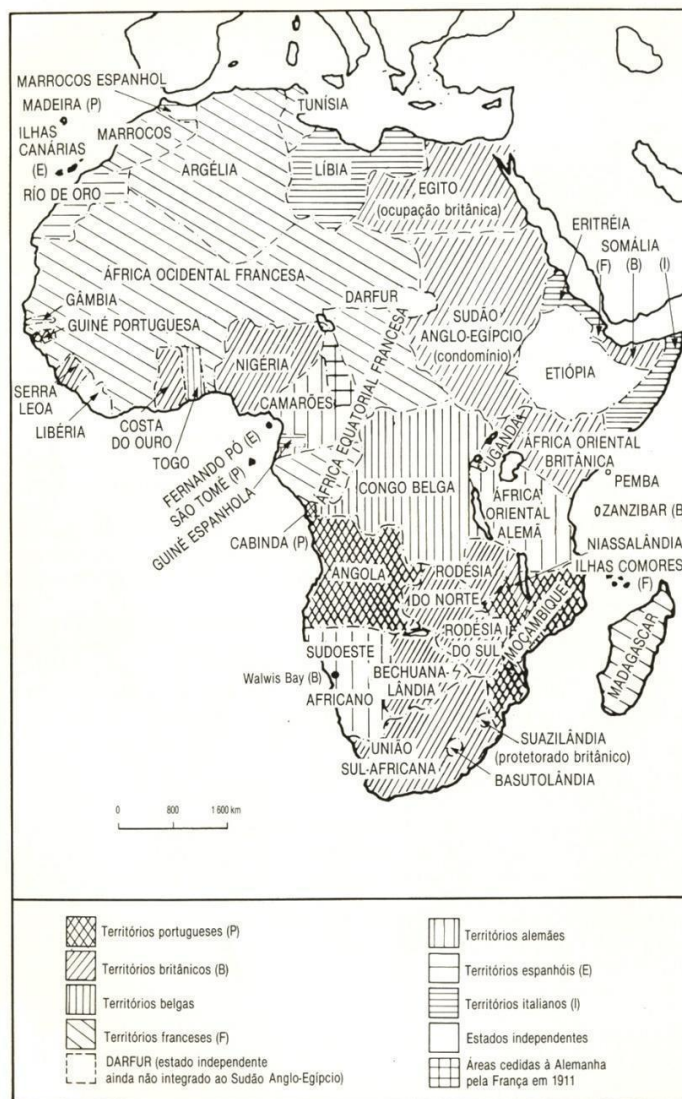 MARROCOS ESPANHOL
MADEIRA (P)
ILHAS
CANÁRIAS
(E)
MARROCOS
TUNÍSIA
ARGÉLIA
LÍBIA
RÍO DE ORO
EGITO
(ocupação britânica)
ERITRÉIA
SOMÁLIA
(F) (B) (I)
ÁFRICA OCIDENTAL FRANCESA
GÂMBIA
GUINÉ PORTUGUESA
DARFUR
SUDÃO
ANGLO-EGÍPCIO
(condomínio)
NIGÉRIA
ETIÓPIA
SERRA
LEOA
LIBÉRIA
COSTA
DO OURO
TOGO
CAMARÕES
ÁFRICA EQUATORIAL FRANCESA
UGANDA
ÁFRICA ORIENTAL
BRITÂNICA
FERNANDO PÓ (E)
SÃO TOMÉ (P)
GUINÉ ESPANHOLA
CONGO BELGA
ÁFRICA
ORIENTAL
ALEMÃ
PEMBA
ZANZIBAR (B
CABINDA (P)
NIASSALÂNDIA
ILHAS COMORES
(F)
ANGOLA
RODÉSIA
DO NORTE
RODÉSIA
DO SUL
MOÇAMBIQUE
MADAGASCAR
SUDOESTE
AFRICANO
Walwis Bay (B)
BECHUANA-
LÂNDIA
UNIÃO
SUL-AFRICANA
SUAZILÂNDIA
(protetorado britânico)
BASUTOLÂNDIA
0 800 1 600 km
Territórios portugueses (P)
Territórios britânicos (B)
Territórios belgas
Territórios franceses (F)
DARFUR (estado independente
ainda não integrado ao Sudão Anglo-Egípcio)
Territórios alemães
Territórios espanhóis (E)
Territórios italianos (I)
Estados independentes
Áreas cedidas à Alemanha
pela França em 1911